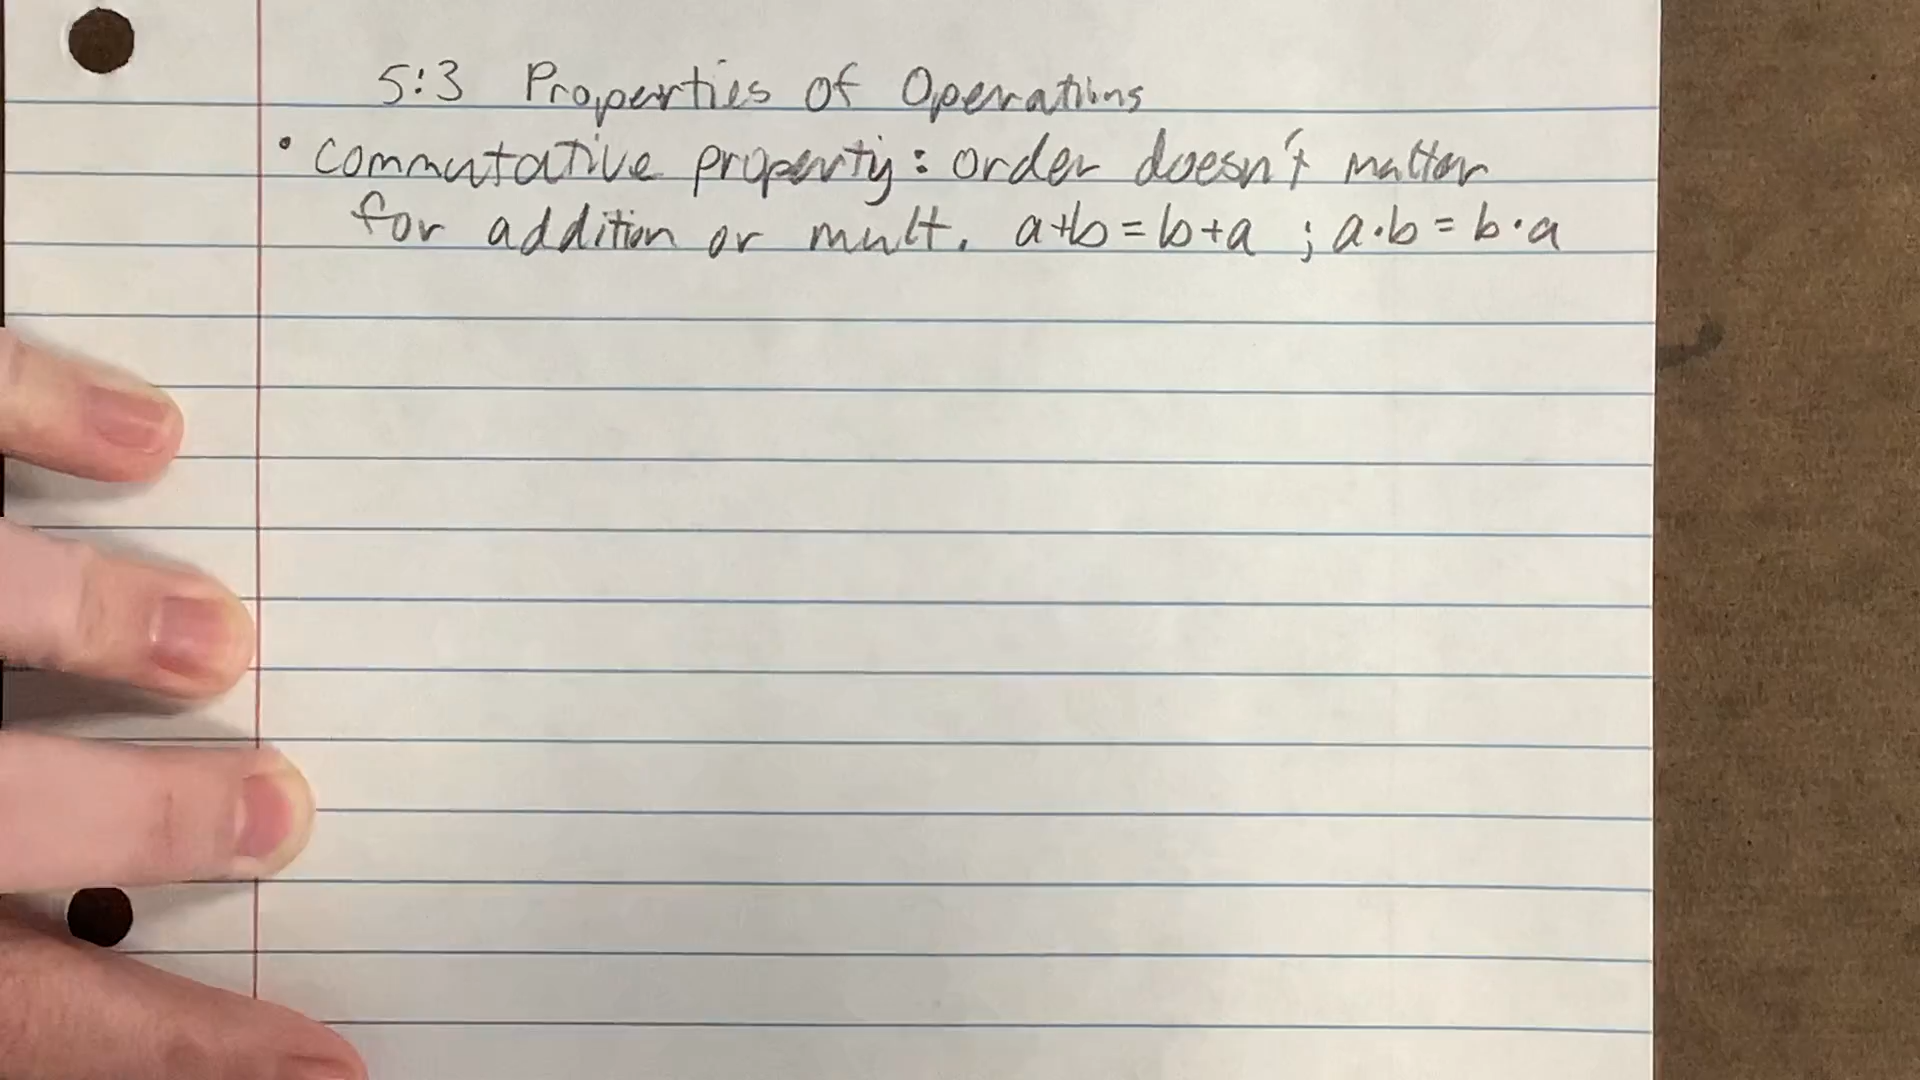 5:3 Properties of Operations
• commutative property: order doesn't matter
for addition or mult. a+b = b+a ; a·b = b·a